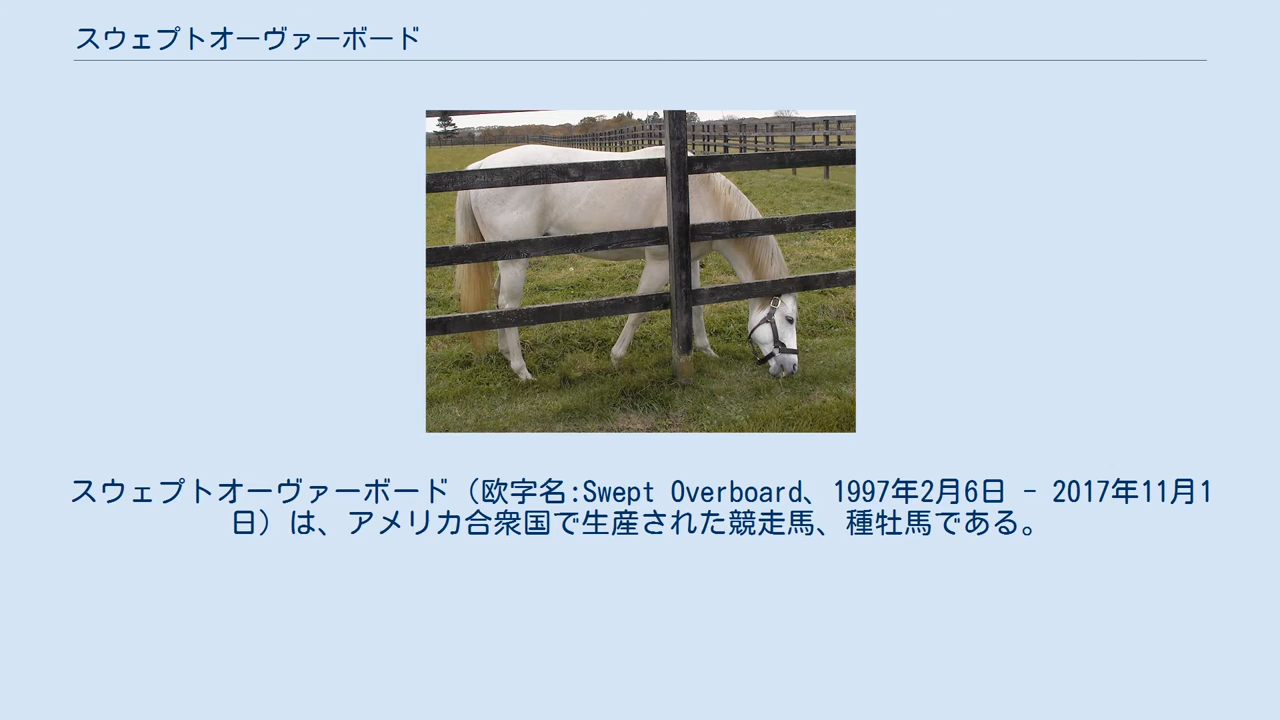 スウェプトオーヴァーボード
スウェプトオーヴァーボード（欧字名:Swept Overboard、1997年2月6日 - 2017年11月1
日）は、アメリカ合衆国で生産された競走馬、種牡馬である。